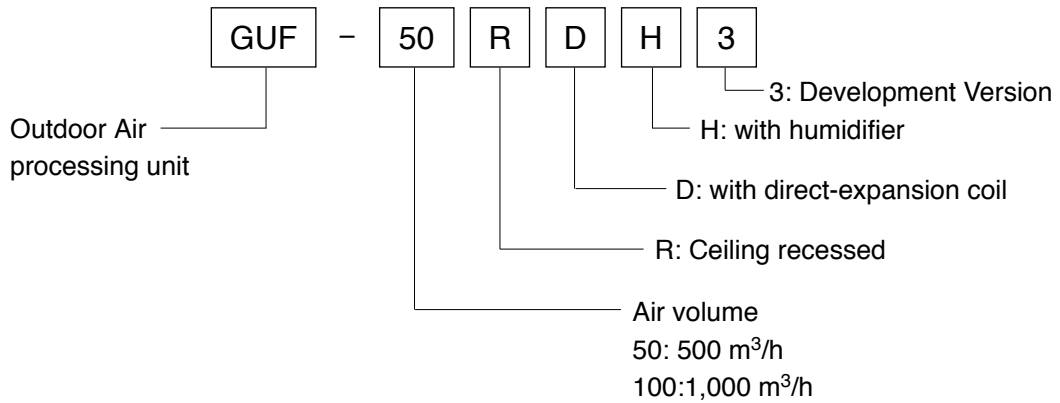 GUF – 50 R D H 3
3: Development Version
Outdoor Air
processing unit
H: with humidifier
D: with direct-expansion coil
R: Ceiling recessed
Air volume
50: 500 m³/h
100:1,000 m³/h